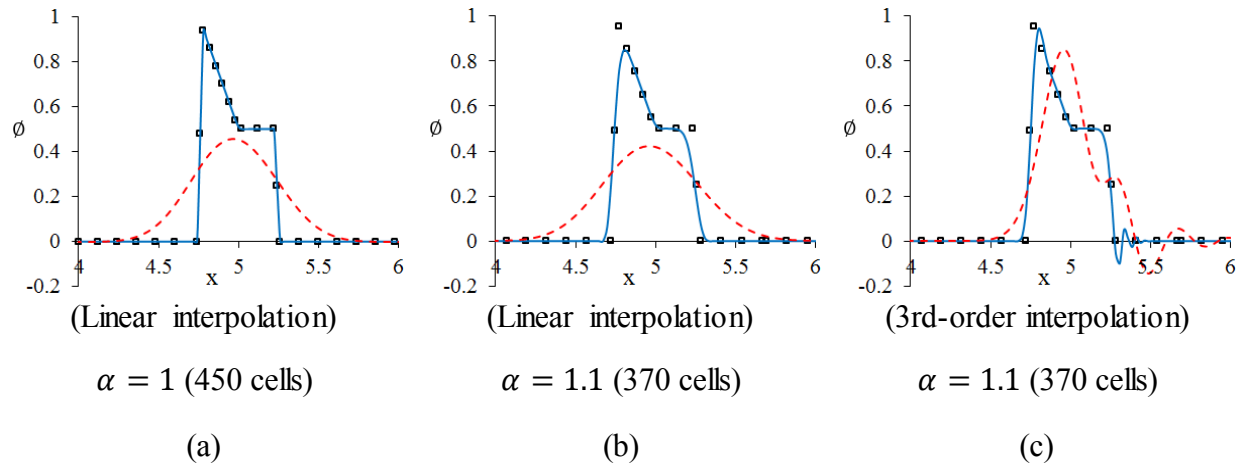 1
0.8
0.6
∅ 0.4
0.2
0
-0.2
4 4.5 5 5.5 6
x
(Linear interpolation)
α = 1 (450 cells)
(a)
1
0.8
0.6
∅ 0.4
0.2
0
-0.2
4 4.5 5 5.5 6
x
(Linear interpolation)
α = 1.1 (370 cells)
(b)
1
0.8
0.6
∅ 0.4
0.2
0
-0.2
4 4.5 5 5.5 6
x
(3rd-order interpolation)
α = 1.1 (370 cells)
(c)